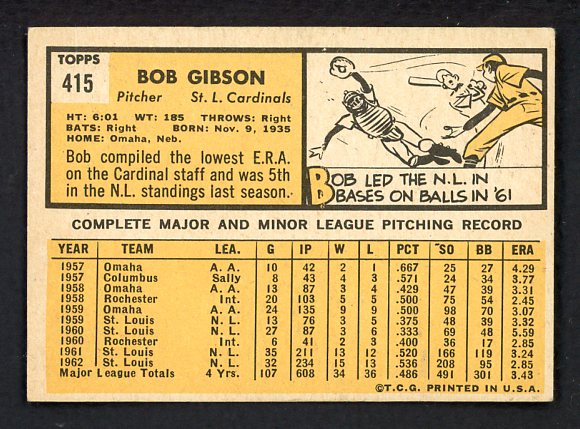 TOPPS
415
BOB GIBSON
Pitcher St. L. Cardinals
HT: 6:01 WT: 185 THROWS: Right
BATS: Right BORN: Nov. 9, 1935
HOME: Omaha, Neb.
Bob compiled the lowest E.R.A.
on the Cardinal staff and was 5th
in the N.L. standings last season.
BOB LED THE N.L. IN
BASES ON BALLS IN '61
COMPLETE MAJOR AND MINOR LEAGUE PITCHING RECORD
YEAR TEAM LEA. G IP W L PCT SO BB ERA
1957 Omaha A. A. 10 42 2 1 .667 25 27 4.29
1957 Columbus Sally 8 43 4 3 .571 24 34 3.77
1958 Omaha A. A. 13 87 3 4 .429 47 39 3.31
1958 Rochester Int. 20 103 5 5 .500 75 54 2.45
1959 Omaha A. A. 24 135 9 9 .500 98 70 3.07
1959 St. Louis N. L. 13 76 3 5 .375 48 39 3.32
1960 St. Louis N. L. 27 87 3 6 .333 69 48 5.59
1960 Rochester Int. 6 41 2 3 .400 36 17 2.85
1961 St. Louis N. L. 35 211 13 12 .520 166 119 3.24
1962 St. Louis N. L. 32 234 15 13 .536 208 95 2.85
Major League Totals 4 Yrs. 107 608 34 36 .486 491 301 3.43
©T.C.G. PRINTED IN U.S.A.